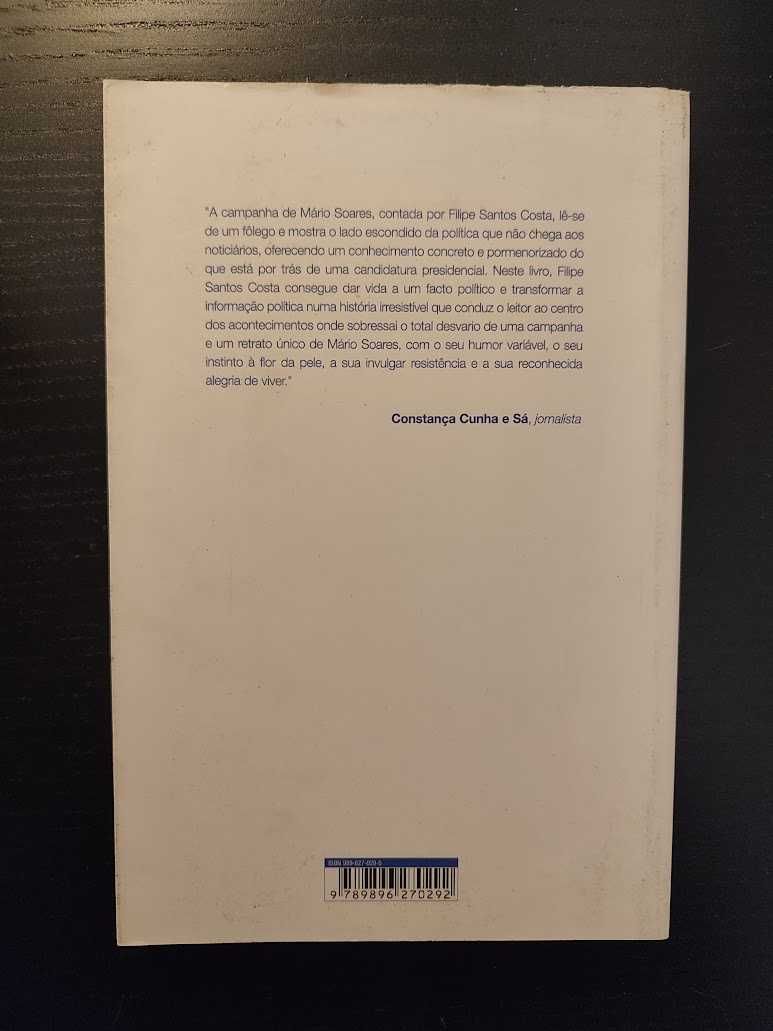 "A campanha de Mário Soares, contada por Filipe Santos Costa, lê-se
de um fôlego e mostra o lado escondido da política que não chega aos
noticiários, oferecendo um conhecimento concreto e pormenorizado do
que está por trás de uma candidatura presidencial. Neste livro, Filipe
Santos Costa consegue dar vida a um facto político e transformar a
informação política numa história irresistível que conduz o leitor ao centro
dos acontecimentos onde sobressai o total desvario de uma campanha
e um retrato único de Mário Soares, com o seu humor variável, o seu
instinto à flor da pele, a sua invulgar resistência e a sua reconhecida
alegria de viver."
Constança Cunha e Sá, jornalista
ISBN 989-627-029-5
9 789896 270292